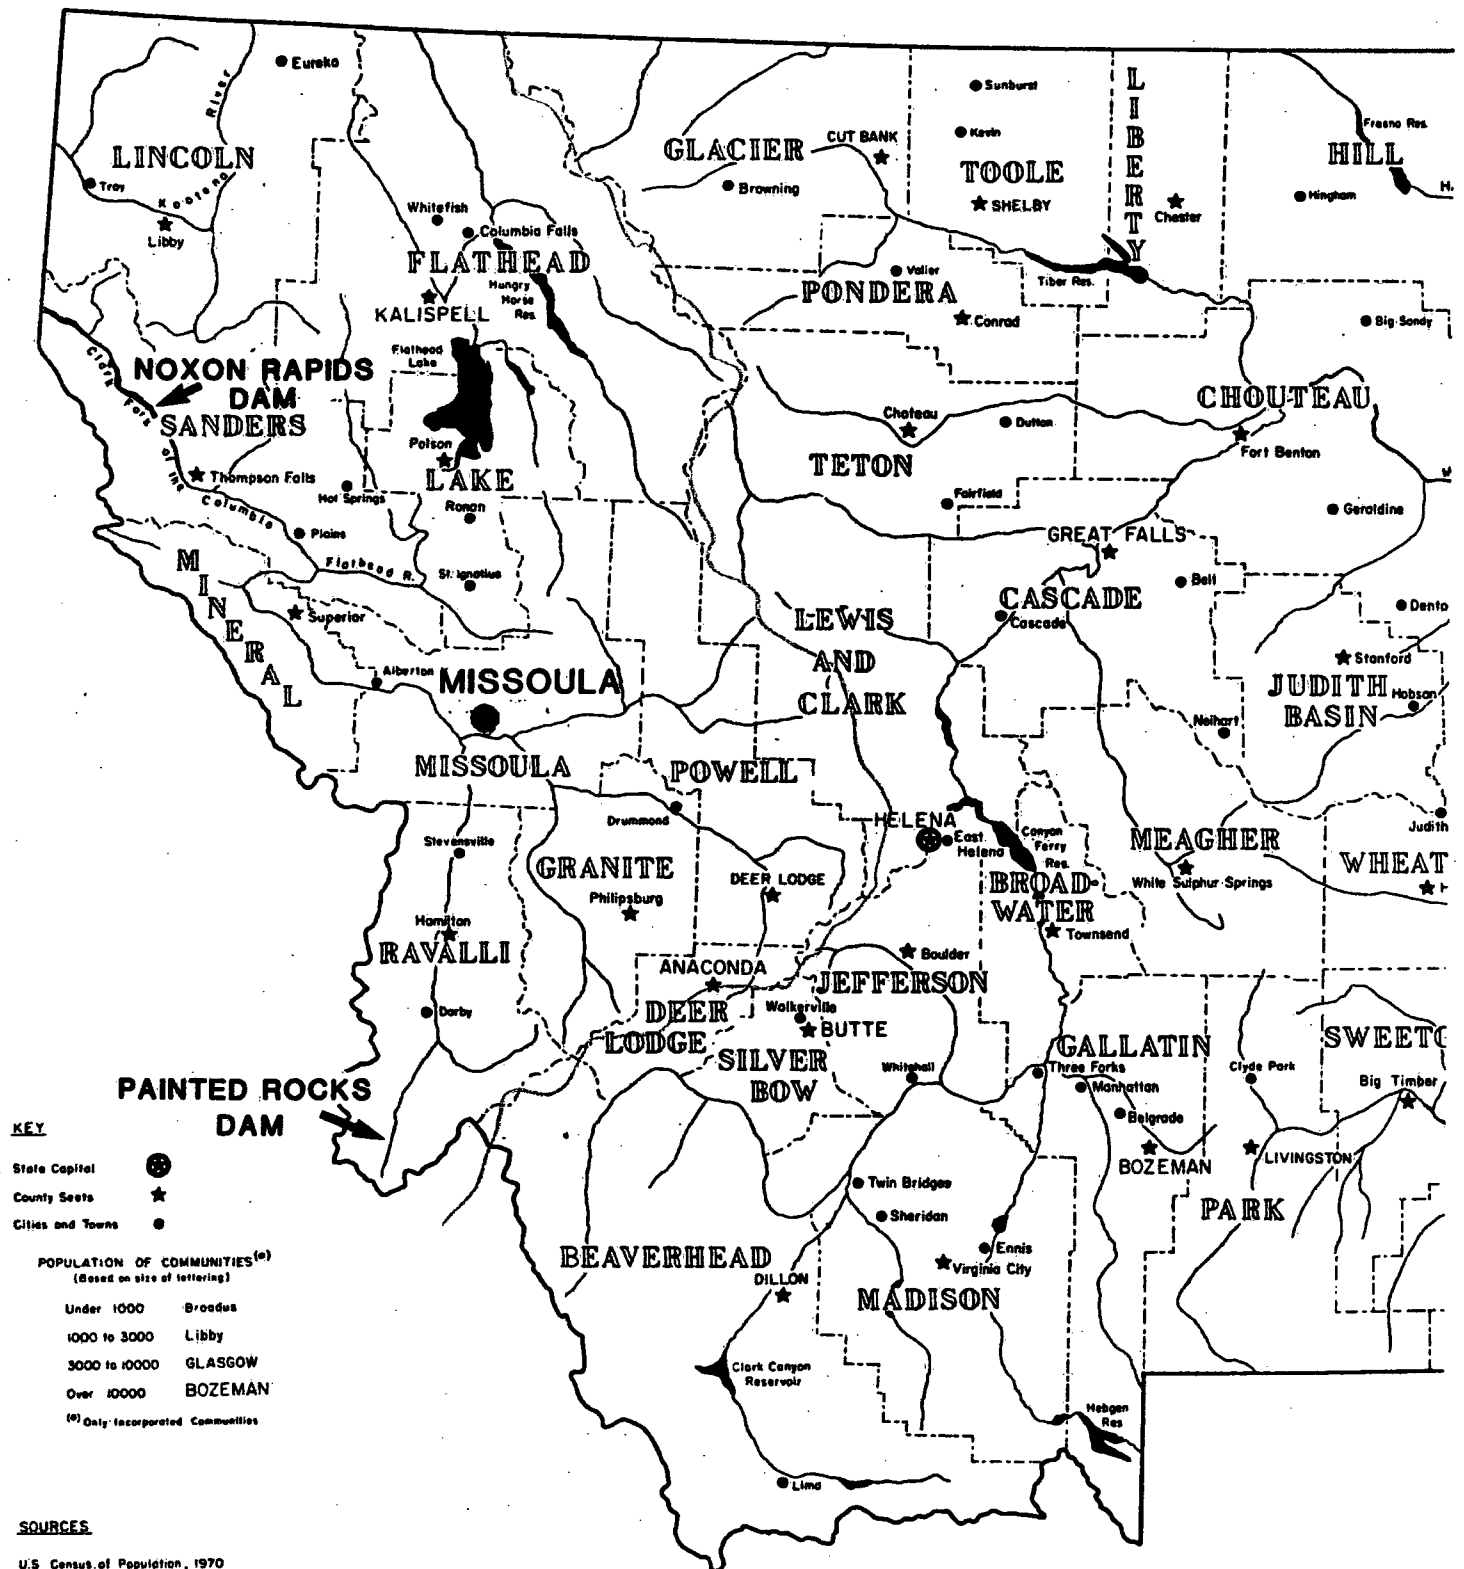 Eureka
River
LINCOLN
Troy
Kootena
Libby
Whitefish
Columbia Falls
FLATHEAD
Hungry
Horse
Res.
KALISPELL
Flathead
Lake
GLACIER
CUT BANK
Browning
Sunburst
Kevin
TOOLE
SHELBY
LIBERTY
Chester
Fresno Res.
HILL
Hingham
Tiber Res.
Valier
PONDERA
Conrad
Big Sandy
Clark Fork of the Columbia
NOXON RAPIDS
DAM
SANDERS
Thompson Falls
Hot Springs
Plains
Polson
LAKE
Ronan
Flathead R.
St. Ignatius
Choteau
Dutton
TETON
Fairfield
CHOUTEAU
Fort Benton
Geraldine
GREAT FALLS
Belt
CASCADE
Cascade
MINERAL
Superior
Alberton
MISSOULA
MISSOULA
LEWIS
AND
CLARK
Dento
Stanford
JUDITH
BASIN
Hobson
Neihart
Judith
POWELL
Drummond
HELENA
East
Helena
Canyon
Ferry
Res.
MEAGHER
White Sulphur Springs
WHEAT
H
Stevensville
GRANITE
Philipsburg
DEER LODGE
BROAD-
WATER
Townsend
Hamilton
RAVALLI
Darby
ANACONDA
DEER
LODGE
Boulder
JEFFERSON
Walkerville
BUTTE
SILVER
BOW
Whitehall
GALLATIN
Three Forks
Manhattan
Belgrade
BOZEMAN
Clyde Park
LIVINGSTON
SWEETG
Big Timber
PARK
PAINTED ROCKS
DAM
Twin Bridges
Sheridan
Ennis
Virginia City
MADISON
BEAVERHEAD
DILLON
Clark Canyon
Reservoir
Hebgen
Res
Lima
KEY
State Capital
County Seats
Cities and Towns
POPULATION OF COMMUNITIES(a)
(Based on size of lettering)
Under 1000 Broadus
1000 to 3000 Libby
3000 to 10000 GLASGOW
Over 10000 BOZEMAN
(a) Only Incorporated Communities
SOURCES
U.S Census of Population, 1970